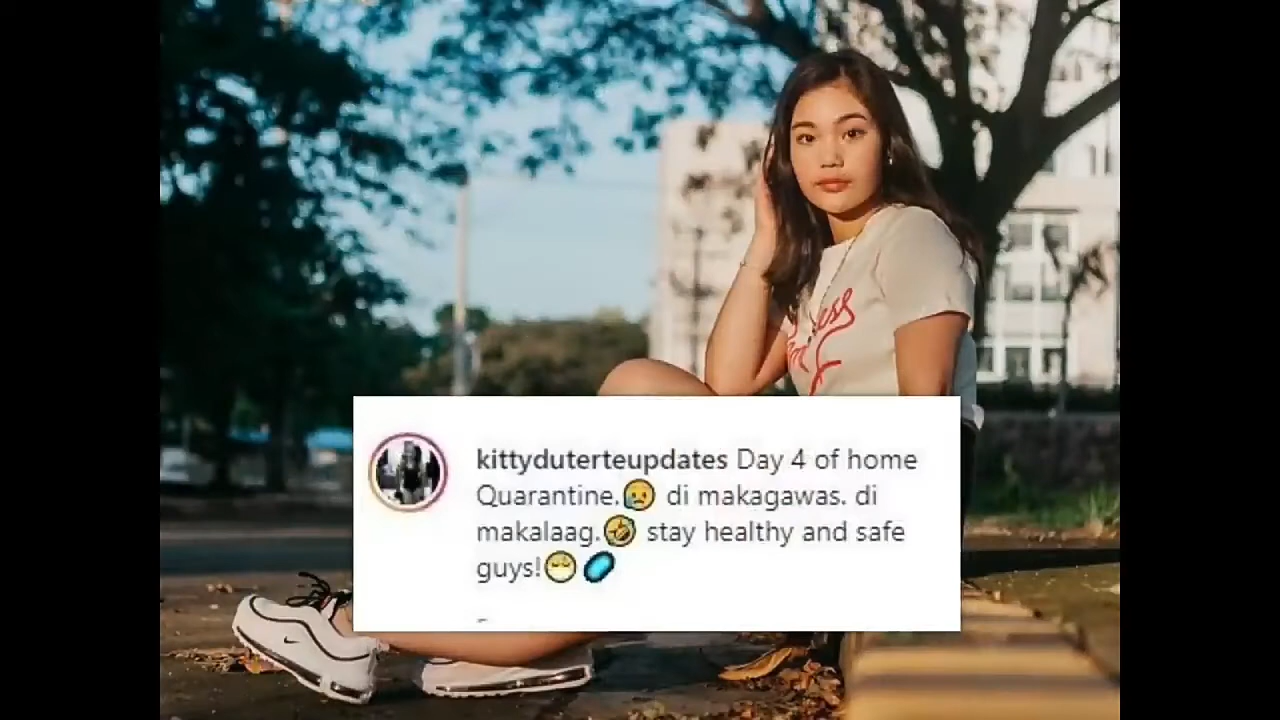 kittyduterteupdates Day 4 of home
Quarantine.😥 di makagawas. di
makalaag.🤣 stay healthy and safe
guys!😷